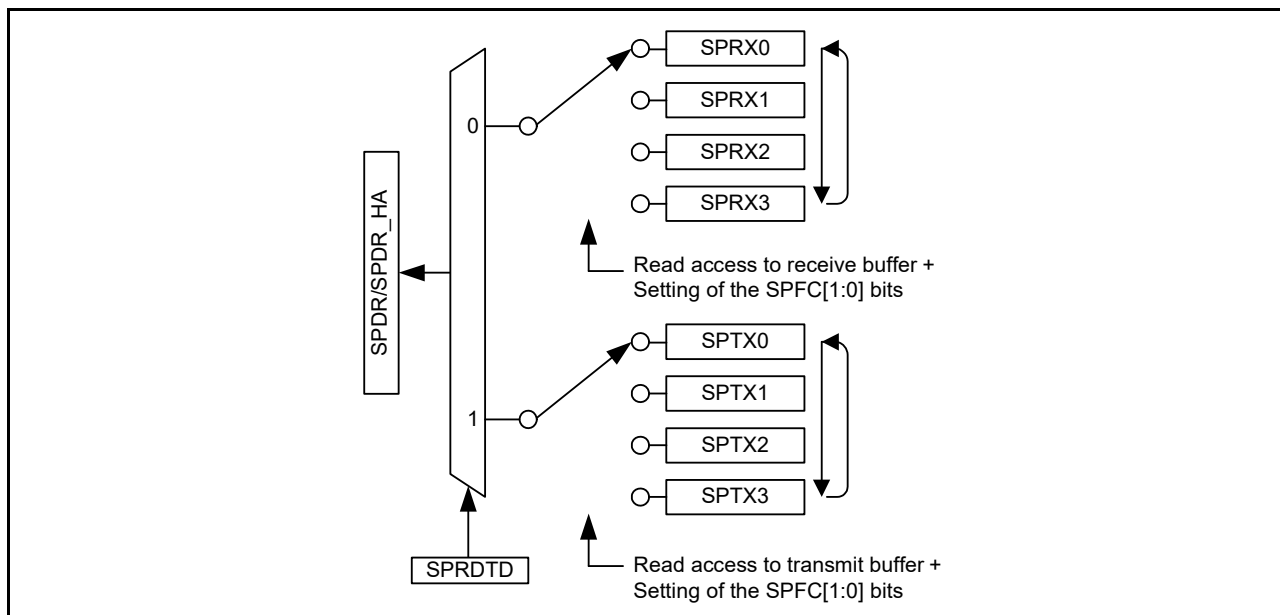 SPRX0
SPRX1
0
SPRX2
SPRX3
SPDR/SPDR_HA
Read access to receive buffer +
Setting of the SPFC[1:0] bits
SPTX0
SPTX1
1
SPTX2
SPTX3
SPRDTD
Read access to transmit buffer +
Setting of the SPFC[1:0] bits